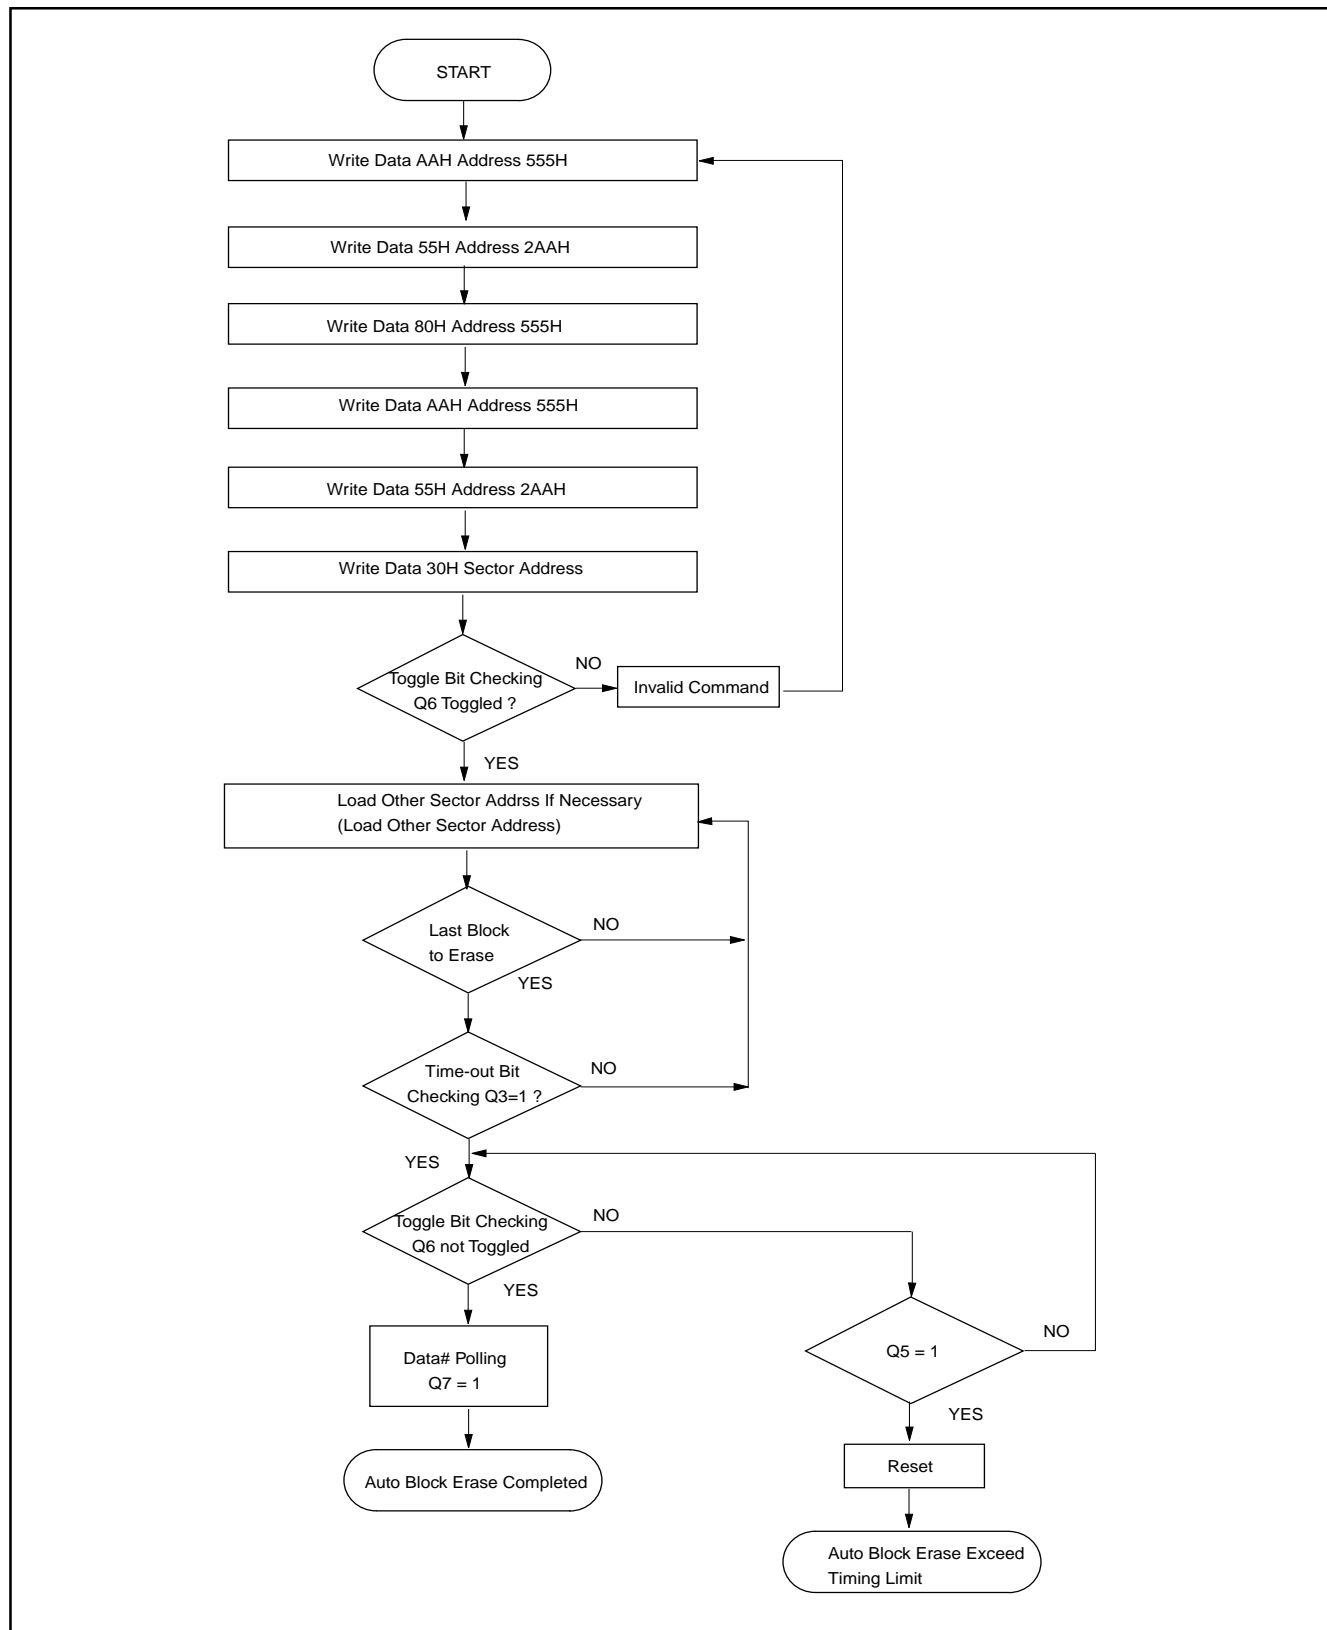 START
Write Data AAH Address 555H
Write Data 55H Address 2AAH
Write Data 80H Address 555H
Write Data AAH Address 555H
Write Data 55H Address 2AAH
Write Data 30H Sector Address
Toggle Bit Checking
Q6 Toggled ?
NO
Invalid Command
YES
Load Other Sector Addrss If Necessary
(Load Other Sector Address)
Last Block
to Erase
NO
YES
Time-out Bit
Checking Q3=1 ?
NO
YES
Toggle Bit Checking
Q6 not Toggled
NO
YES
Q5 = 1
NO
Data# Polling
Q7 = 1
YES
Reset
Auto Block Erase Completed
Auto Block Erase Exceed
Timing Limit